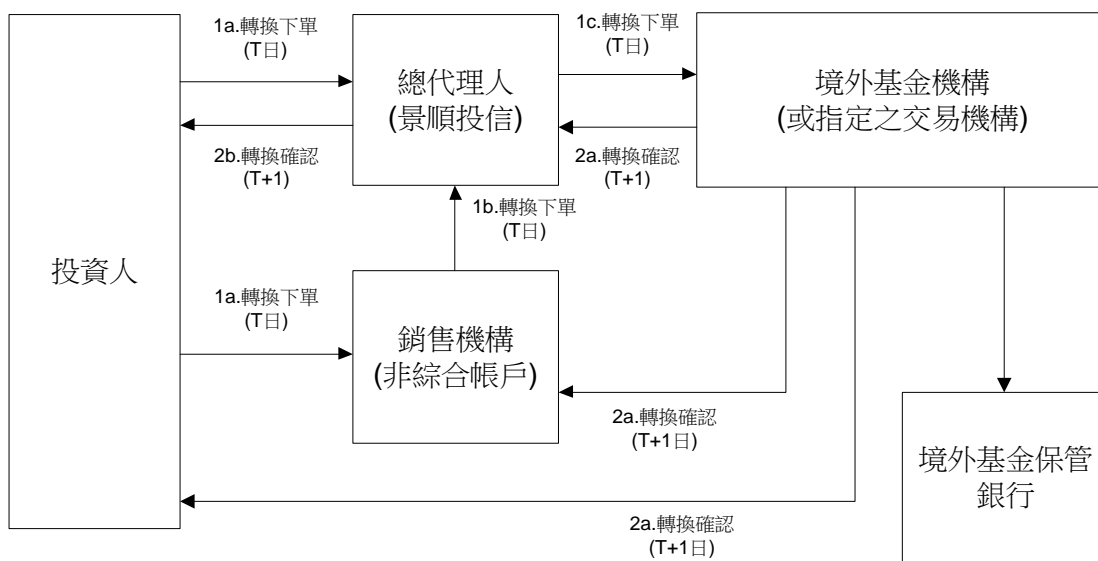 1a.轉換下單
(T日)
1c.轉換下單
(T日)
總代理人
(景順投信)
境外基金機構
(或指定之交易機構)
2b.轉換確認
(T+1)
2a.轉換確認
(T+1)
1b.轉換下單
(T日)
投資人
1a.轉換下單
(T日)
銷售機構
(非綜合帳戶)
2a.轉換確認
(T+1日)
境外基金保管
銀行
2a.轉換確認
(T+1日)